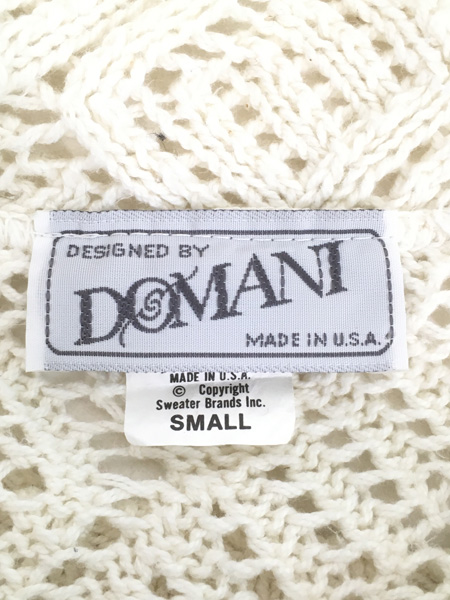 DESIGNED BY
DOMANI
MADE IN U.S.A.
MADE IN U.S.A.
© Copyright
Sweater Brands Inc.
SMALL